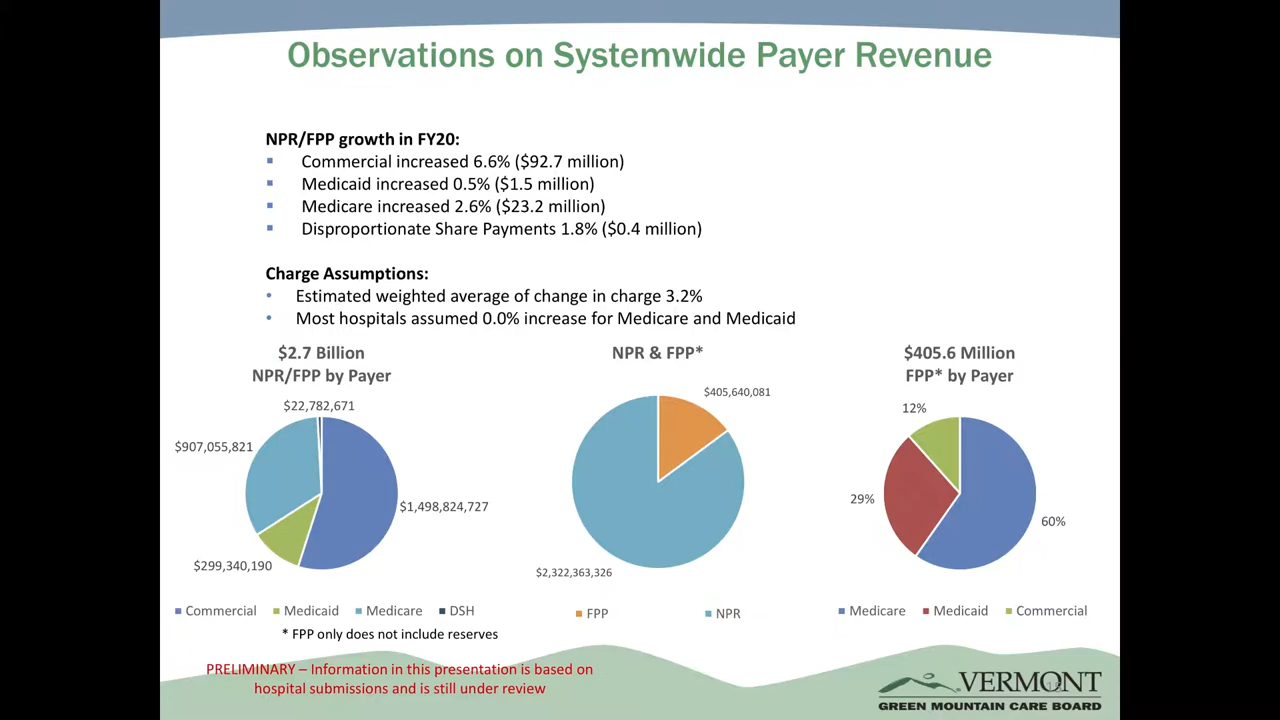 Observations on Systemwide Payer Revenue
NPR/FPP growth in FY20:
Commercial increased 6.6% ($92.7 million)
Medicaid increased 0.5% ($1.5 million)
Medicare increased 2.6% ($23.2 million)
Disproportionate Share Payments 1.8% ($0.4 million)
Charge Assumptions:
Estimated weighted average of change in charge 3.2%
Most hospitals assumed 0.0% increase for Medicare and Medicaid
$2.7 Billion
NPR/FPP by Payer
$22,782,671
$907,055,821
$1,498,824,727
$299,340,190
Commercial Medicaid Medicare DSH
* FPP only does not include reserves
NPR & FPP*
$405,640,081
$2,322,363,326
FPP NPR
$405.6 Million
FPP* by Payer
12%
29%
60%
Medicare Medicaid Commercial
PRELIMINARY – Information in this presentation is based on
hospital submissions and is still under review
VERMONT
15
GREEN MOUNTAIN CARE BOARD